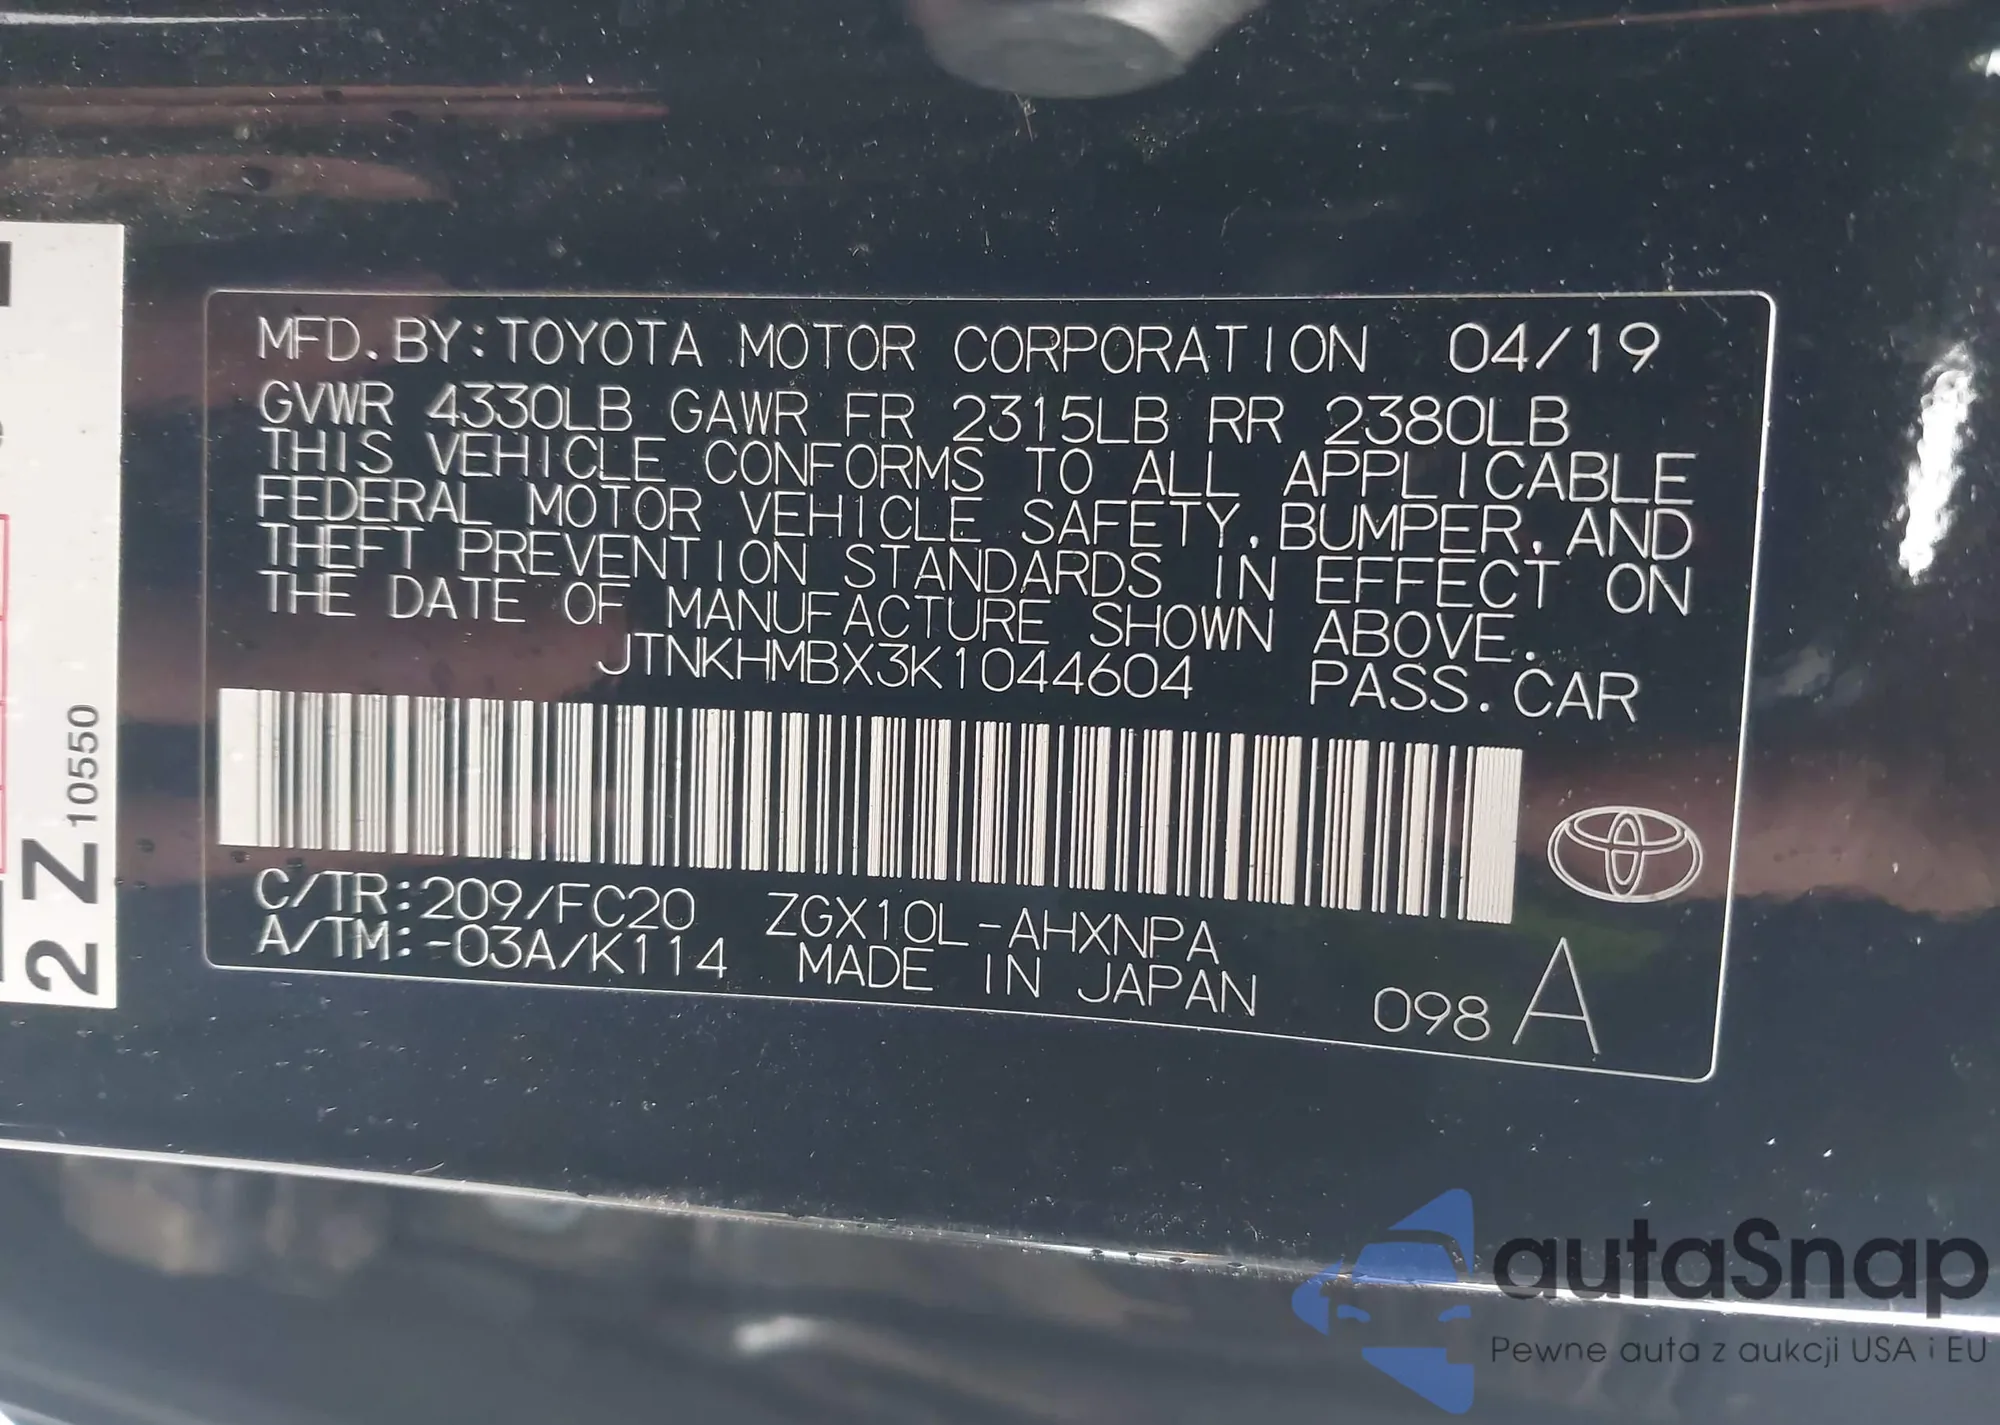 MFD. BY: TOYOTA MOTOR CORPORATION 04/19
GVWR 4330LB GAWR FR 2315LB RR 2380LB
THIS VEHICLE CONFORMS TO ALL APPLICABLE
FEDERAL MOTOR VEHICLE SAFETY, BUMPER, AND
THEFT PREVENTION STANDARDS IN EFFECT ON
THE DATE OF MANUFACTURE SHOWN ABOVE.
JTNKHMBX3K1044604 PASS. CAR
C/TR: 209/FC20 ZGX10L-AHXNPA
A/TM: -03A/K114 MADE IN JAPAN 098 A
2Z 10550
autaSnap
Pewne auta z aukcji USA i EU